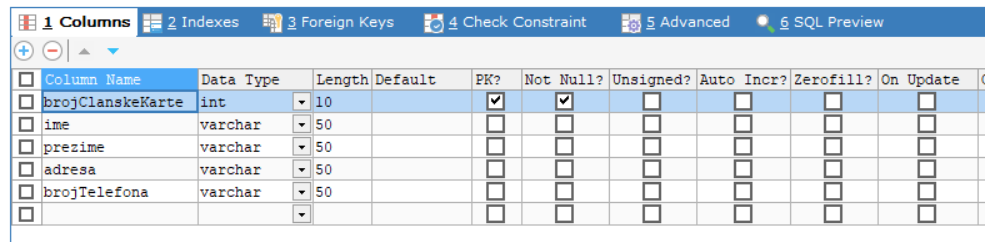 1 Columns 2 Indexes 3 Foreign Keys 4 Check Constraint 5 Advanced 6 SQL Preview
Column Name Data Type Length Default PK? Not Null? Unsigned? Auto Incr? Zerofill? On Update
brojClanskeKarte int 10
ime varchar 50
prezime varchar 50
adresa varchar 50
brojTelefona varchar 50